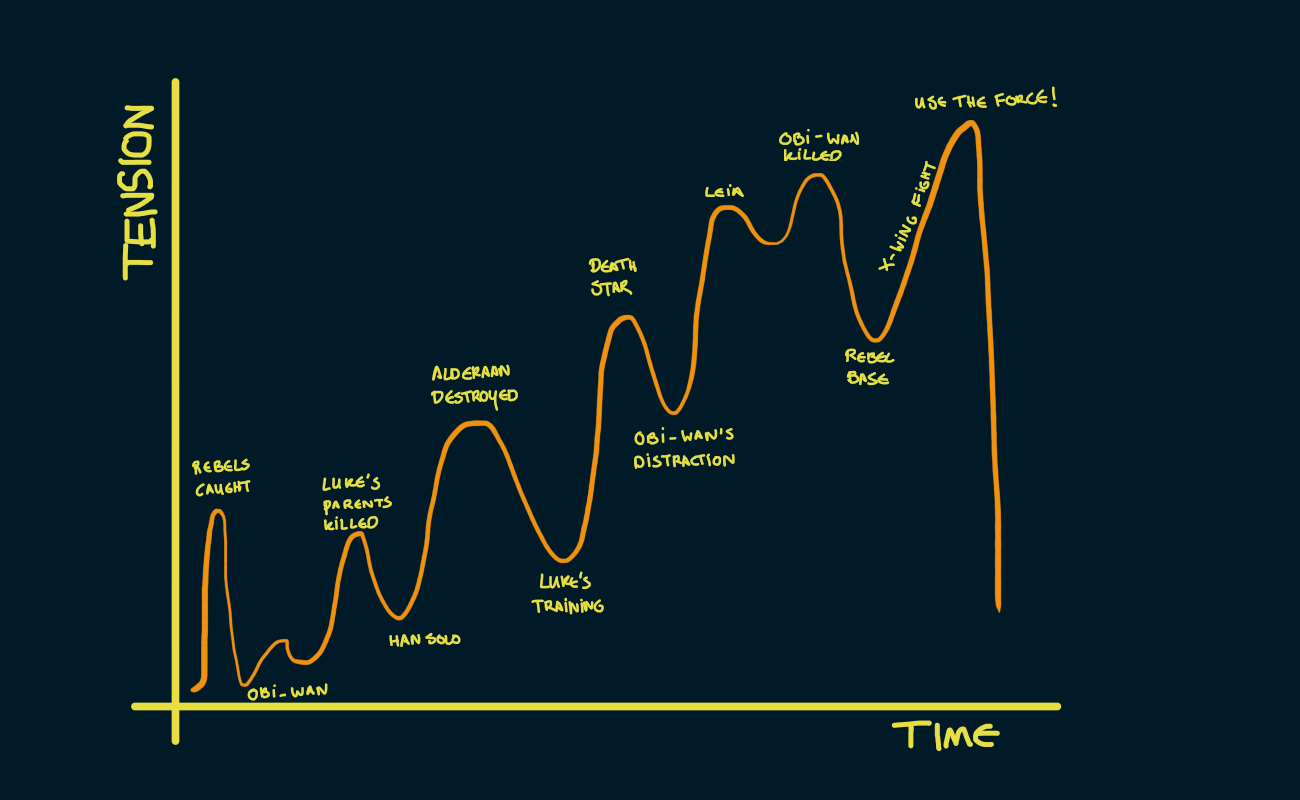 TENSION
USE THE FORCE!
OBi-WAN
KiLLED
LEiA
X-WiNG FiGHT
DEATH
STAR
REBEL
BASE
ALDERAAN
DESTROYED
OBi-WAN'S
DiSTRACTION
REBELS
CAUGHT
LUKE'S
PARENTS
KiLLED
LUKE'S
TRAiNiNG
HAN SOLO
OBi-WAN
TIME